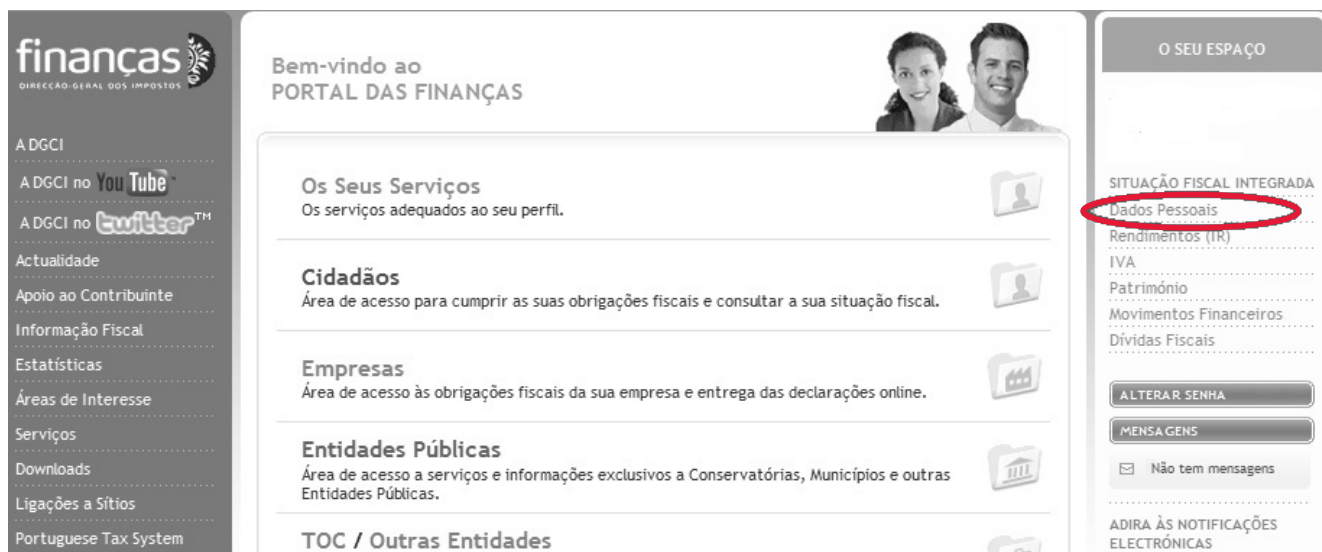 finanças
DIRECÇÃO-GERAL DOS IMPOSTOS
A DGCI
A DGCI no YouTube
A DGCI no twitter™
Actualidade
Apoio ao Contribuinte
Informação Fiscal
Estatísticas
Áreas de Interesse
Serviços
Downloads
Ligações a Sítios
Portuguese Tax System
Bem-vindo ao
PORTAL DAS FINANÇAS
Os Seus Serviços
Os serviços adequados ao seu perfil.
Cidadãos
Área de acesso para cumprir as suas obrigações fiscais e consultar a sua situação fiscal.
Empresas
Área de acesso às obrigações fiscais da sua empresa e entrega das declarações online.
Entidades Públicas
Área de acesso a serviços e informações exclusivos a Conservatórias, Municípios e outras
Entidades Públicas.
TOC / Outras Entidades
O SEU ESPAÇO
SITUAÇÃO FISCAL INTEGRADA
Dados Pessoais
Rendimentos (IR)
IVA
Património
Movimentos Financeiros
Dívidas Fiscais
ALTERAR SENHA
MENSAGENS
Não tem mensagens
ADIRA ÀS NOTIFICAÇÕES
ELECTRÓNICAS